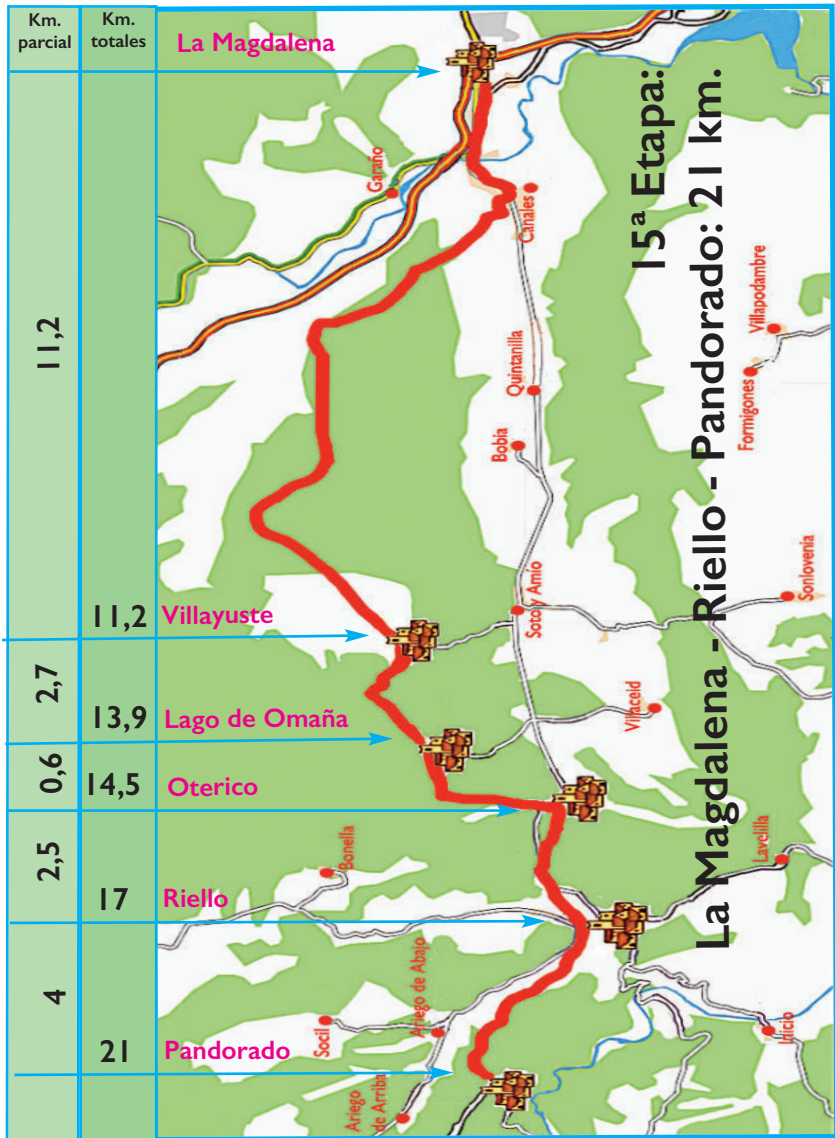 Km.
parcial
Km.
totales
La Magdalena
11,2
11,2
Villayuste
2,7
13,9
Lago de Omaña
0,6
14,5
Oterico
2,5
17
Riello
4
21
Pandorado
15ª Etapa:
La Magdalena - Riello - Pandorado: 21 km.
Garaño
Canales
Quintanilla
Bobia
Villapodambre
Formigones
Soto y Amío
Sonlovenia
Villaceid
Bonella
Lavelilla
Socil
Ariego de Abajo
Ariego
de Arriba
Inicio